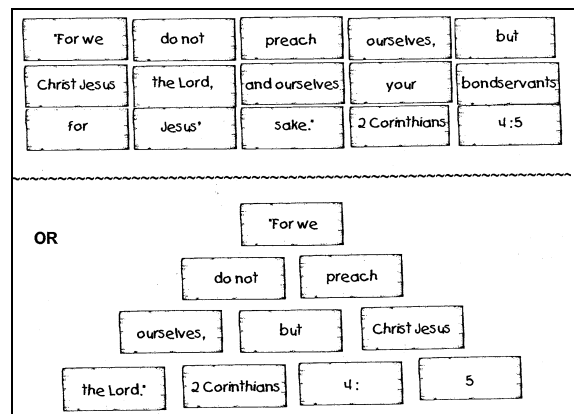 "For we do not preach ourselves, but
Christ Jesus the Lord, and ourselves your bondservants
for Jesus' sake." 2 Corinthians 4:5
OR
"For we
do not preach
ourselves, but Christ Jesus
the Lord." 2 Corinthians 4: 5